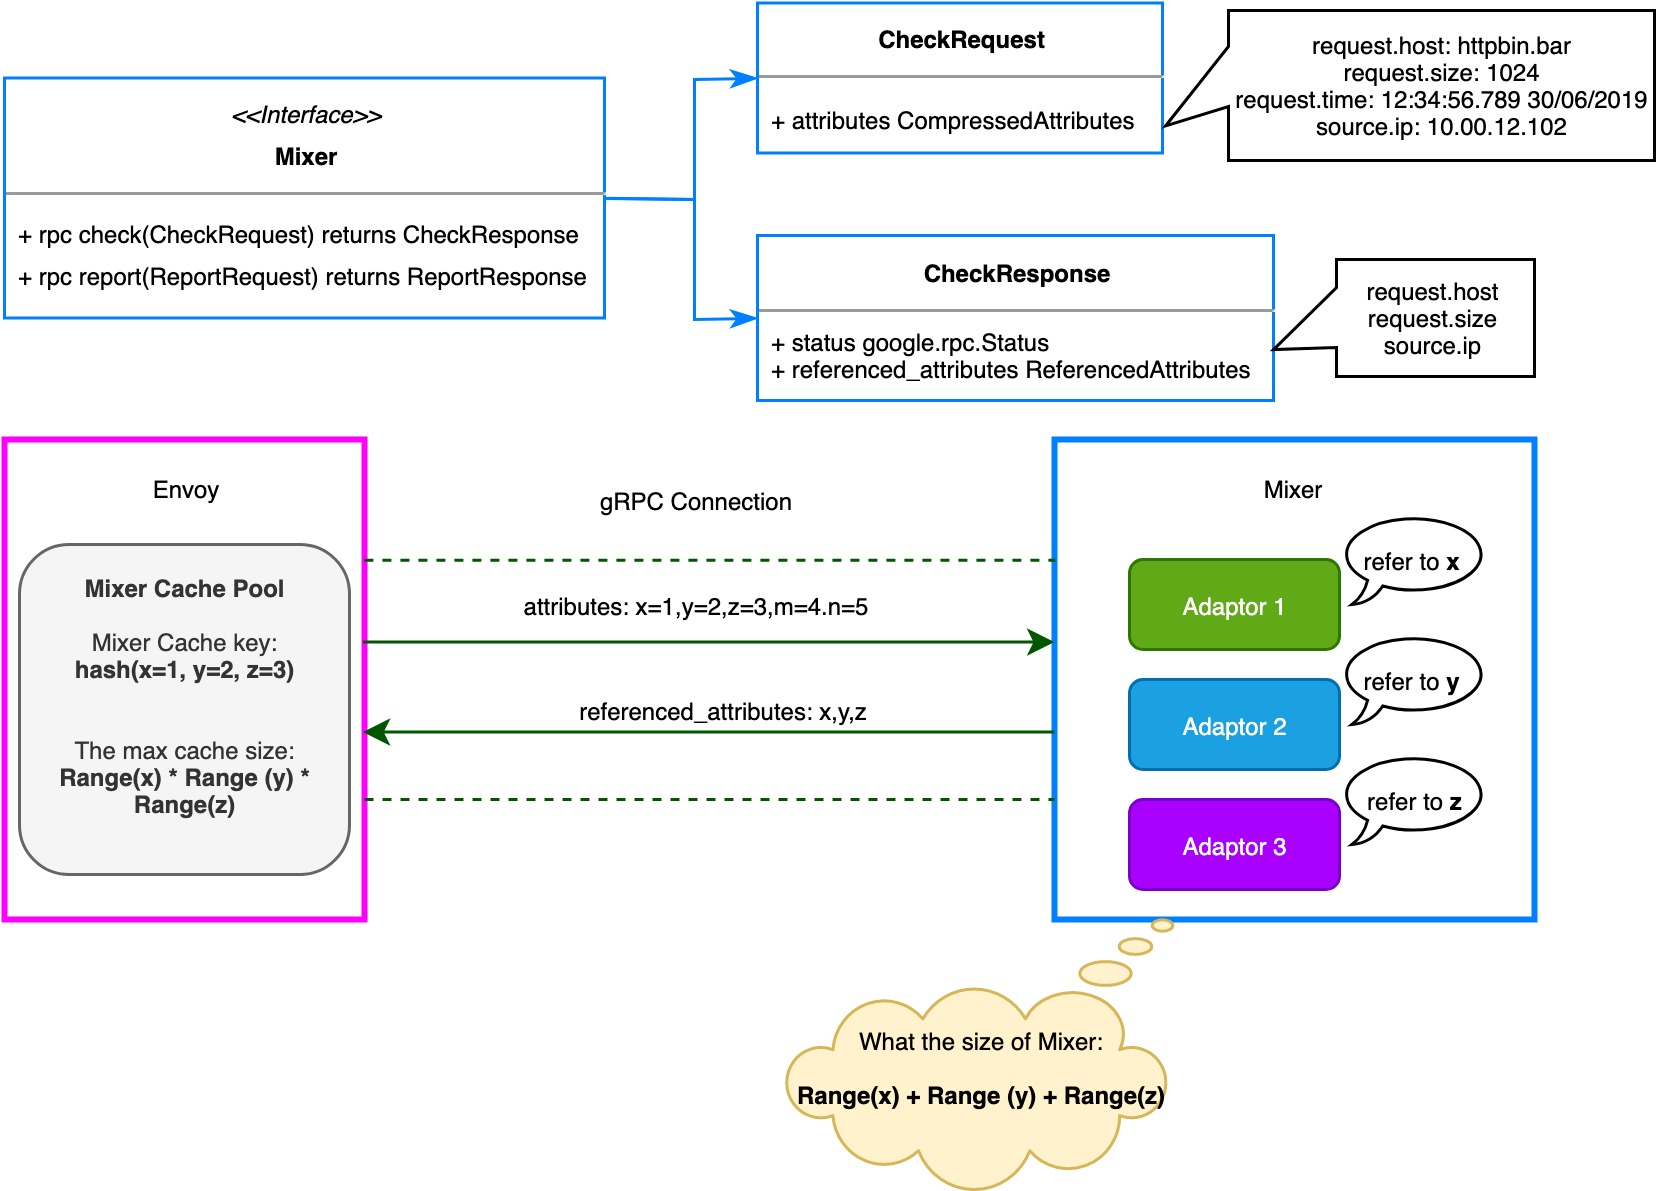 <<Interface>>
Mixer
+ rpc check(CheckRequest) returns CheckResponse
+ rpc report(ReportRequest) returns ReportResponse
CheckRequest
+ attributes CompressedAttributes
request.host: httpbin.bar
request.size: 1024
request.time: 12:34:56.789 30/06/2019
source.ip: 10.00.12.102
CheckResponse
+ status google.rpc.Status
+ referenced_attributes ReferencedAttributes
request.host
request.size
source.ip
Envoy
Mixer Cache Pool
Mixer Cache key:
hash(x=1, y=2, z=3)
The max cache size:
Range(x) * Range (y) *
Range(z)
gRPC Connection
attributes: x=1,y=2,z=3,m=4.n=5
referenced_attributes: x,y,z
Mixer
Adaptor 1
refer to x
Adaptor 2
refer to y
Adaptor 3
refer to z
What the size of Mixer:
Range(x) + Range (y) + Range(z)